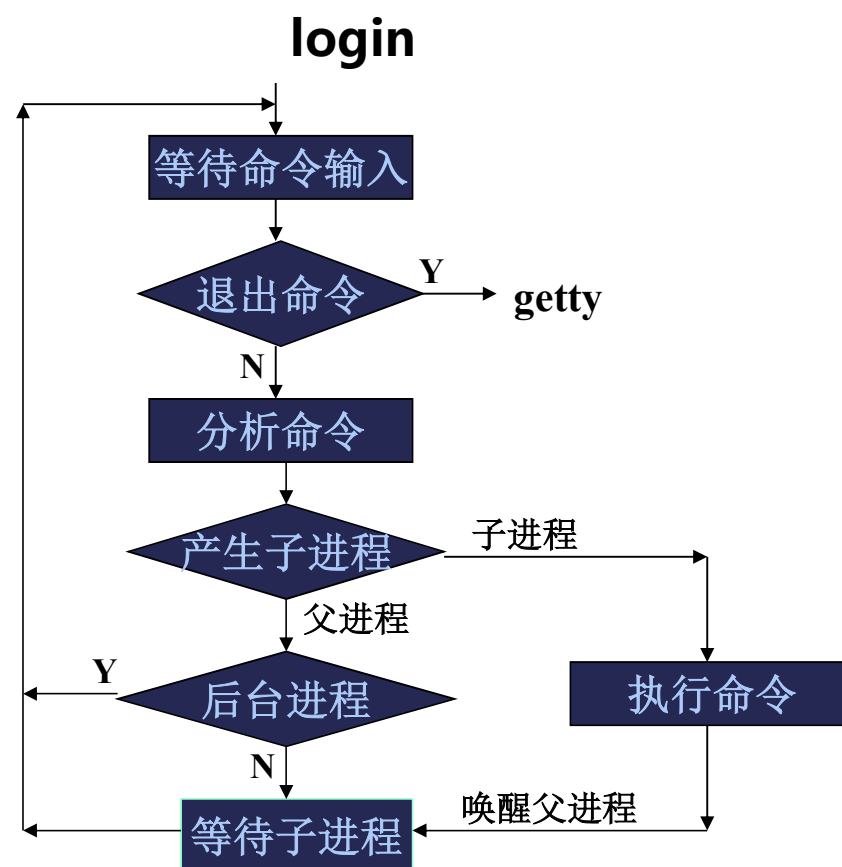 login
等待命令输入
退出命令
Y
getty
N
分析命令
产生子进程
子进程
父进程
Y
后台进程
执行命令
N
唤醒父进程
等待子进程